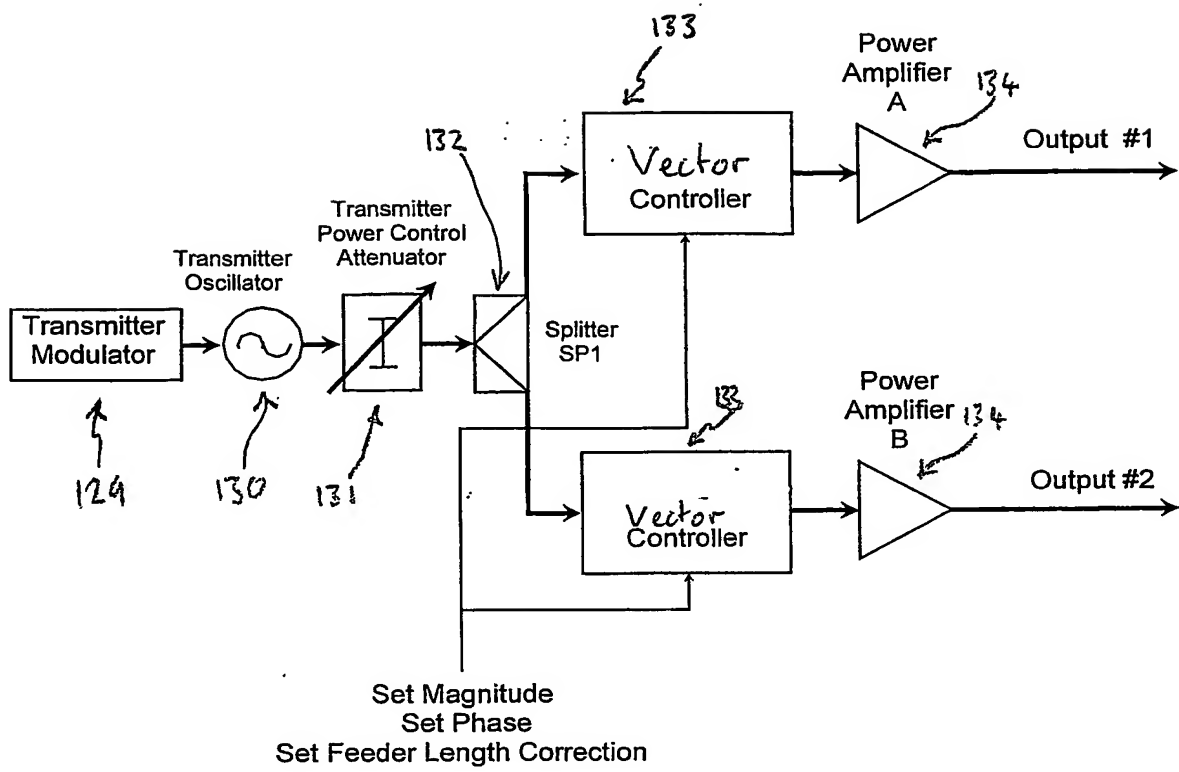 133
Power
Amplifier
A
134
Output #1
132
Vector
Controller
Transmitter
Power Control
Attenuator
Transmitter
Oscillator
Transmitter
Modulator
Splitter
SP1
129
130
131
133
Power
Amplifier
B
134
Output #2
Vector
Controller
Set Magnitude
Set Phase
Set Feeder Length Correction